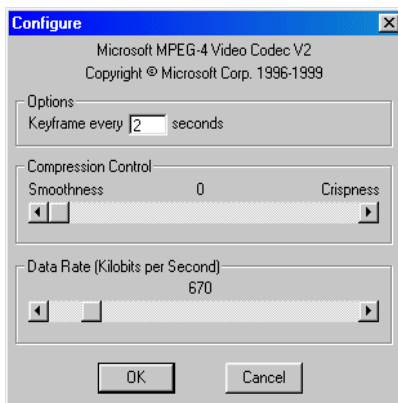 Configure
Microsoft MPEG-4 Video Codec V2
Copyright © Microsoft Corp. 1996-1999
Options
Keyframe every 2 seconds
Compression Control
Smoothness 0 Crispness
Data Rate (Kilobits per Second)
670
OK Cancel